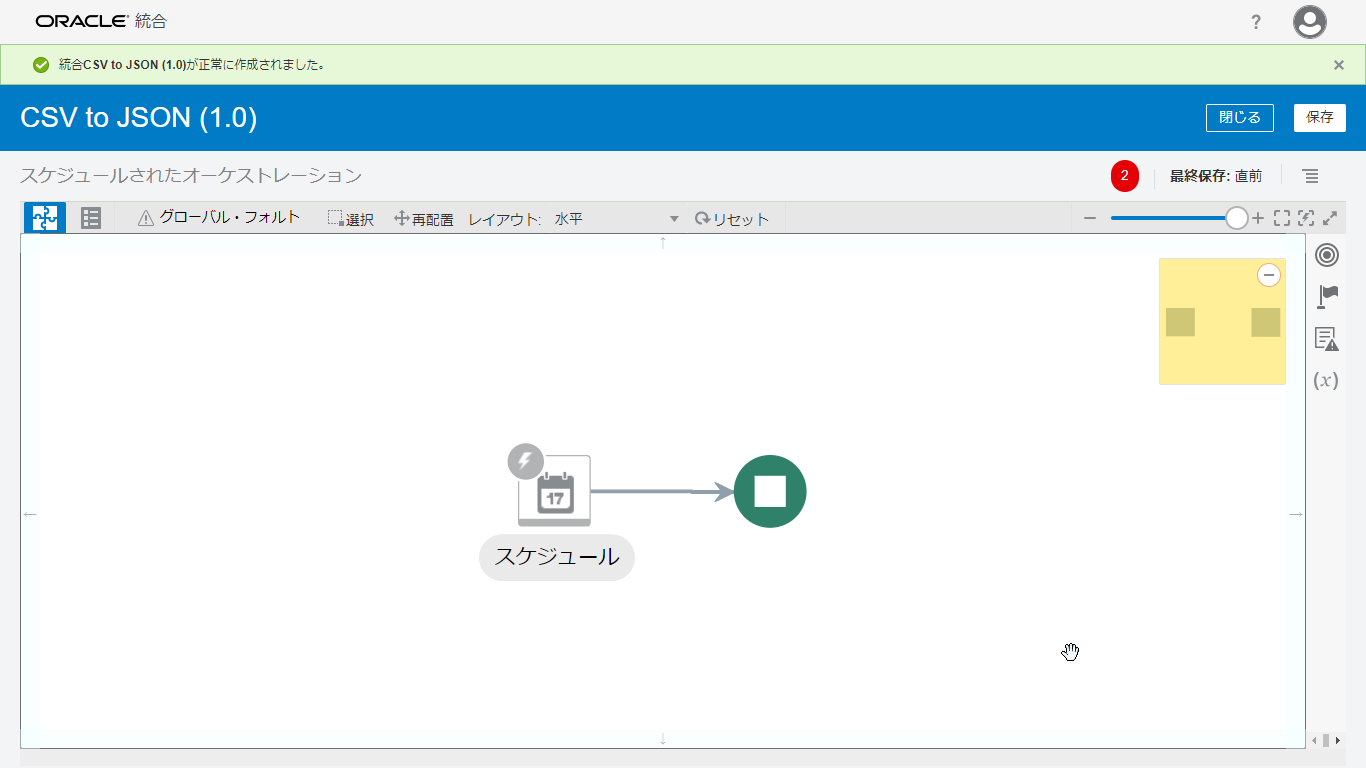 ORACLE® 統合
?
統合CSV to JSON (1.0)が正常に作成されました。
CSV to JSON (1.0)
閉じる
保存
スケジュールされたオーケストレーション
2
最終保存: 直前
グローバル・フォルト
選択
再配置
レイアウト:
水平
リセット
(x)
17
スケジュール